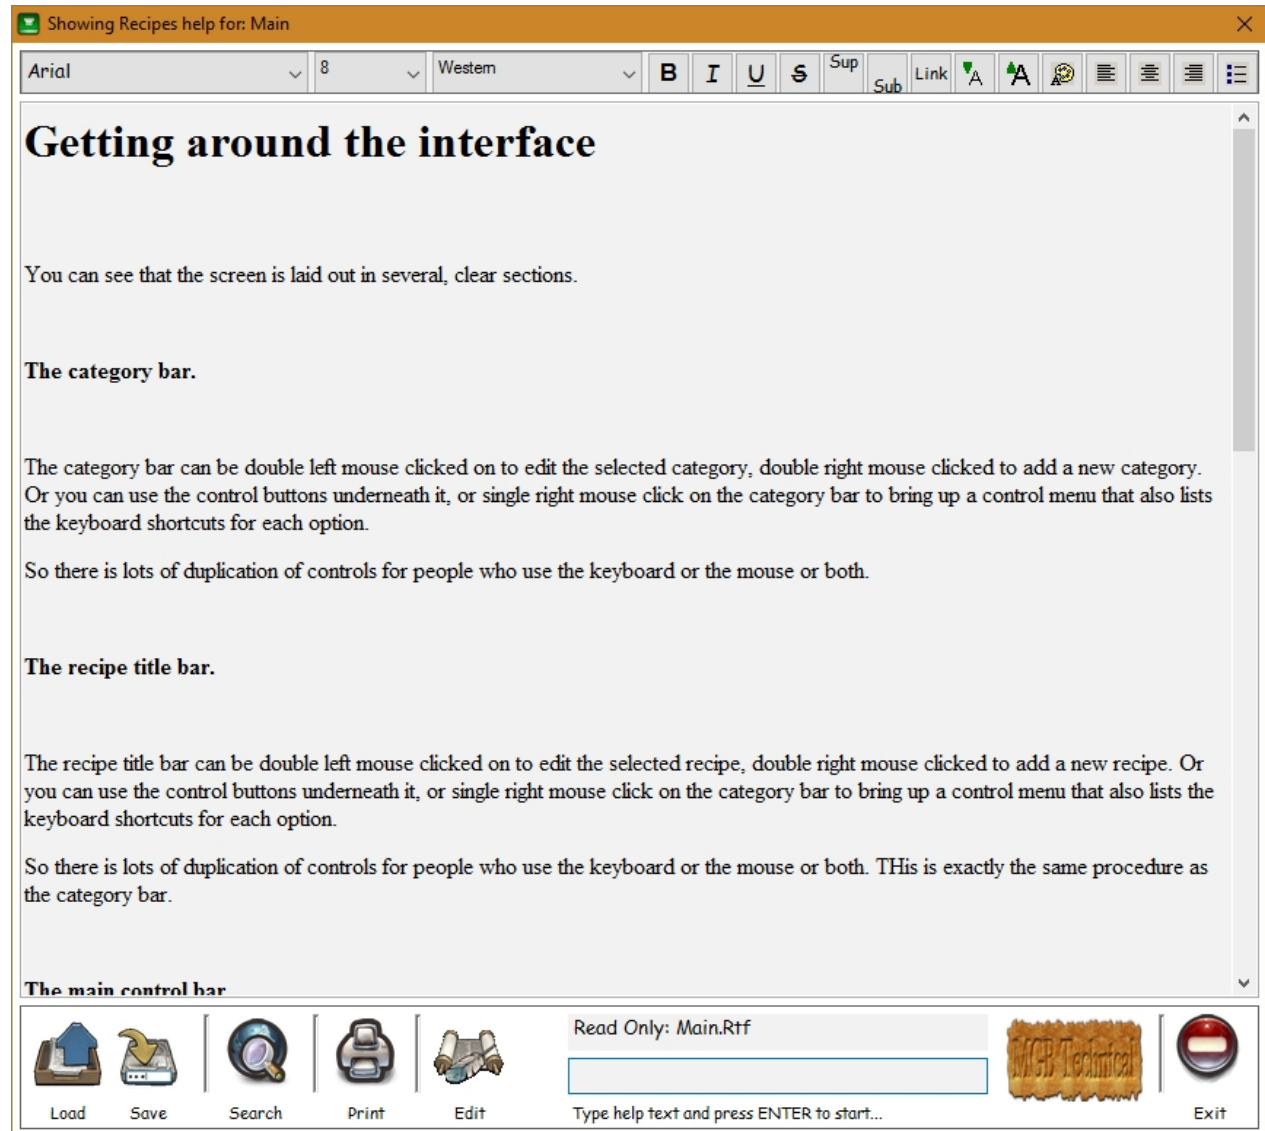 Showing Recipes help for: Main
Arial 8 Western B I U S Sup Sub Link A A A
Getting around the interface
You can see that the screen is laid out in several, clear sections.
The category bar.
The category bar can be double left mouse clicked on to edit the selected category, double right mouse clicked to add a new category.
Or you can use the control buttons underneath it, or single right mouse click on the category bar to bring up a control menu that also lists
the keyboard shortcuts for each option.
So there is lots of duplication of controls for people who use the keyboard or the mouse or both.
The recipe title bar.
The recipe title bar can be double left mouse clicked on to edit the selected recipe, double right mouse clicked to add a new recipe. Or
you can use the control buttons underneath it, or single right mouse click on the category bar to bring up a control menu that also lists the
keyboard shortcuts for each option.
So there is lots of duplication of controls for people who use the keyboard or the mouse or both. THis is exactly the same procedure as
the category bar.
The main control bar
Read Only: Main.Rtf
MGB Technical
Load Save Search Print Edit Type help text and press ENTER to start... Exit